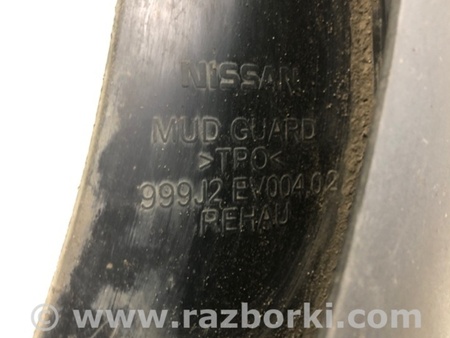 NISSAN
MUD GUARD
>TPO<
999J2 EV004.02
REHAU
© www.razborki.com